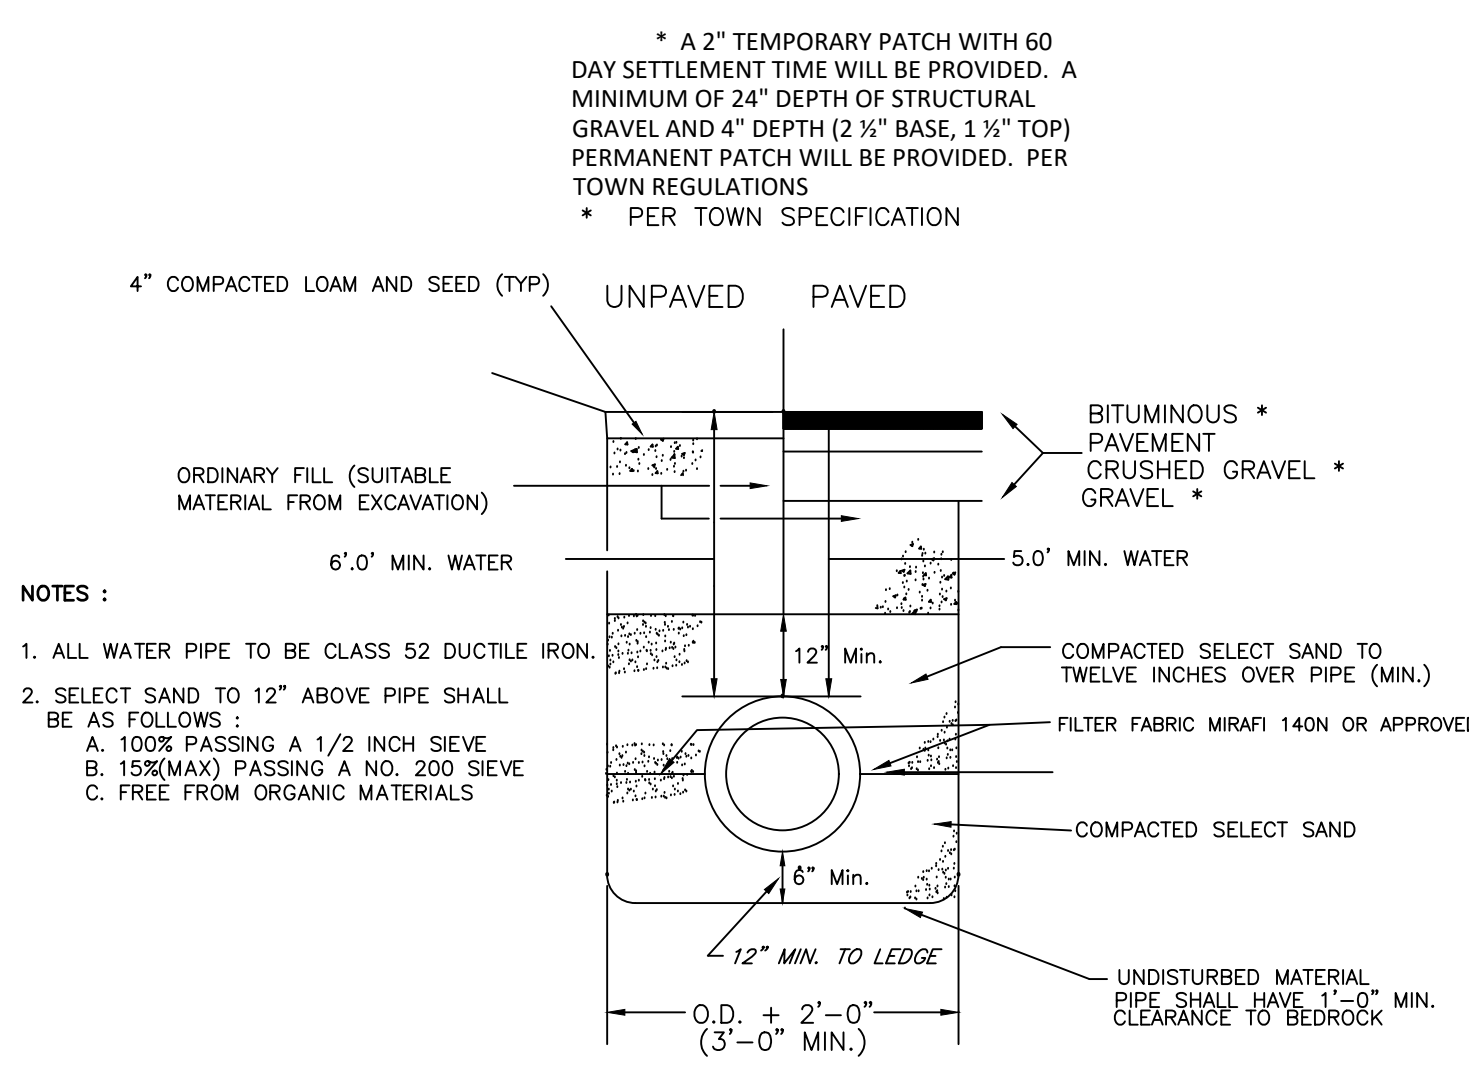 * A 2" TEMPORARY PATCH WITH 60
DAY SETTLEMENT TIME WILL BE PROVIDED. A
MINIMUM OF 24" DEPTH OF STRUCTURAL
GRAVEL AND 4" DEPTH (2 ½" BASE, 1 ½" TOP)
PERMANENT PATCH WILL BE PROVIDED. PER
TOWN REGULATIONS
* PER TOWN SPECIFICATION
4" COMPACTED LOAM AND SEED (TYP)
UNPAVED
PAVED
BITUMINOUS *
PAVEMENT
CRUSHED GRAVEL *
GRAVEL *
ORDINARY FILL (SUITABLE
MATERIAL FROM EXCAVATION)
6'.0' MIN. WATER
5.0' MIN. WATER
NOTES :
1. ALL WATER PIPE TO BE CLASS 52 DUCTILE IRON.
2. SELECT SAND TO 12" ABOVE PIPE SHALL
BE AS FOLLOWS :
A. 100% PASSING A 1/2 INCH SIEVE
B. 15%(MAX) PASSING A NO. 200 SIEVE
C. FREE FROM ORGANIC MATERIALS
12" Min.
COMPACTED SELECT SAND TO
TWELVE INCHES OVER PIPE (MIN.)
FILTER FABRIC MIRAFI 140N OR APPROVE
COMPACTED SELECT SAND
6" Min.
12" MIN. TO LEDGE
UNDISTURBED MATERIAL
PIPE SHALL HAVE 1'-0" MIN.
CLEARANCE TO BEDROCK
O.D. + 2'-0"
(3'-0" MIN.)